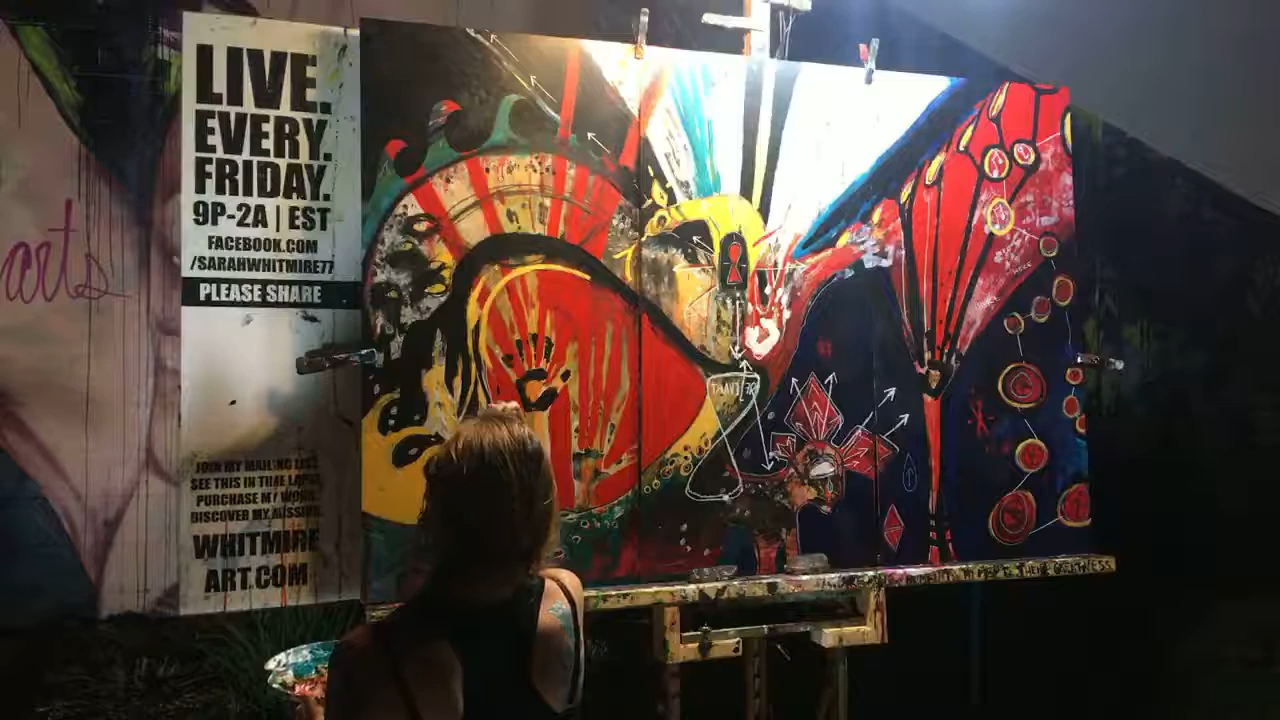 LIVE.
EVERY.
FRIDAY.
9P-2A | EST
FACEBOOK.COM
/SARAHWHITMIRE77
PLEASE SHARE
JOIN MY MAILING LIST.
SEE THIS IN TIME LAPSE.
PURCHASE MY WORK.
DISCOVER MY MISSION.
WHITMIRE
ART.COM
arts